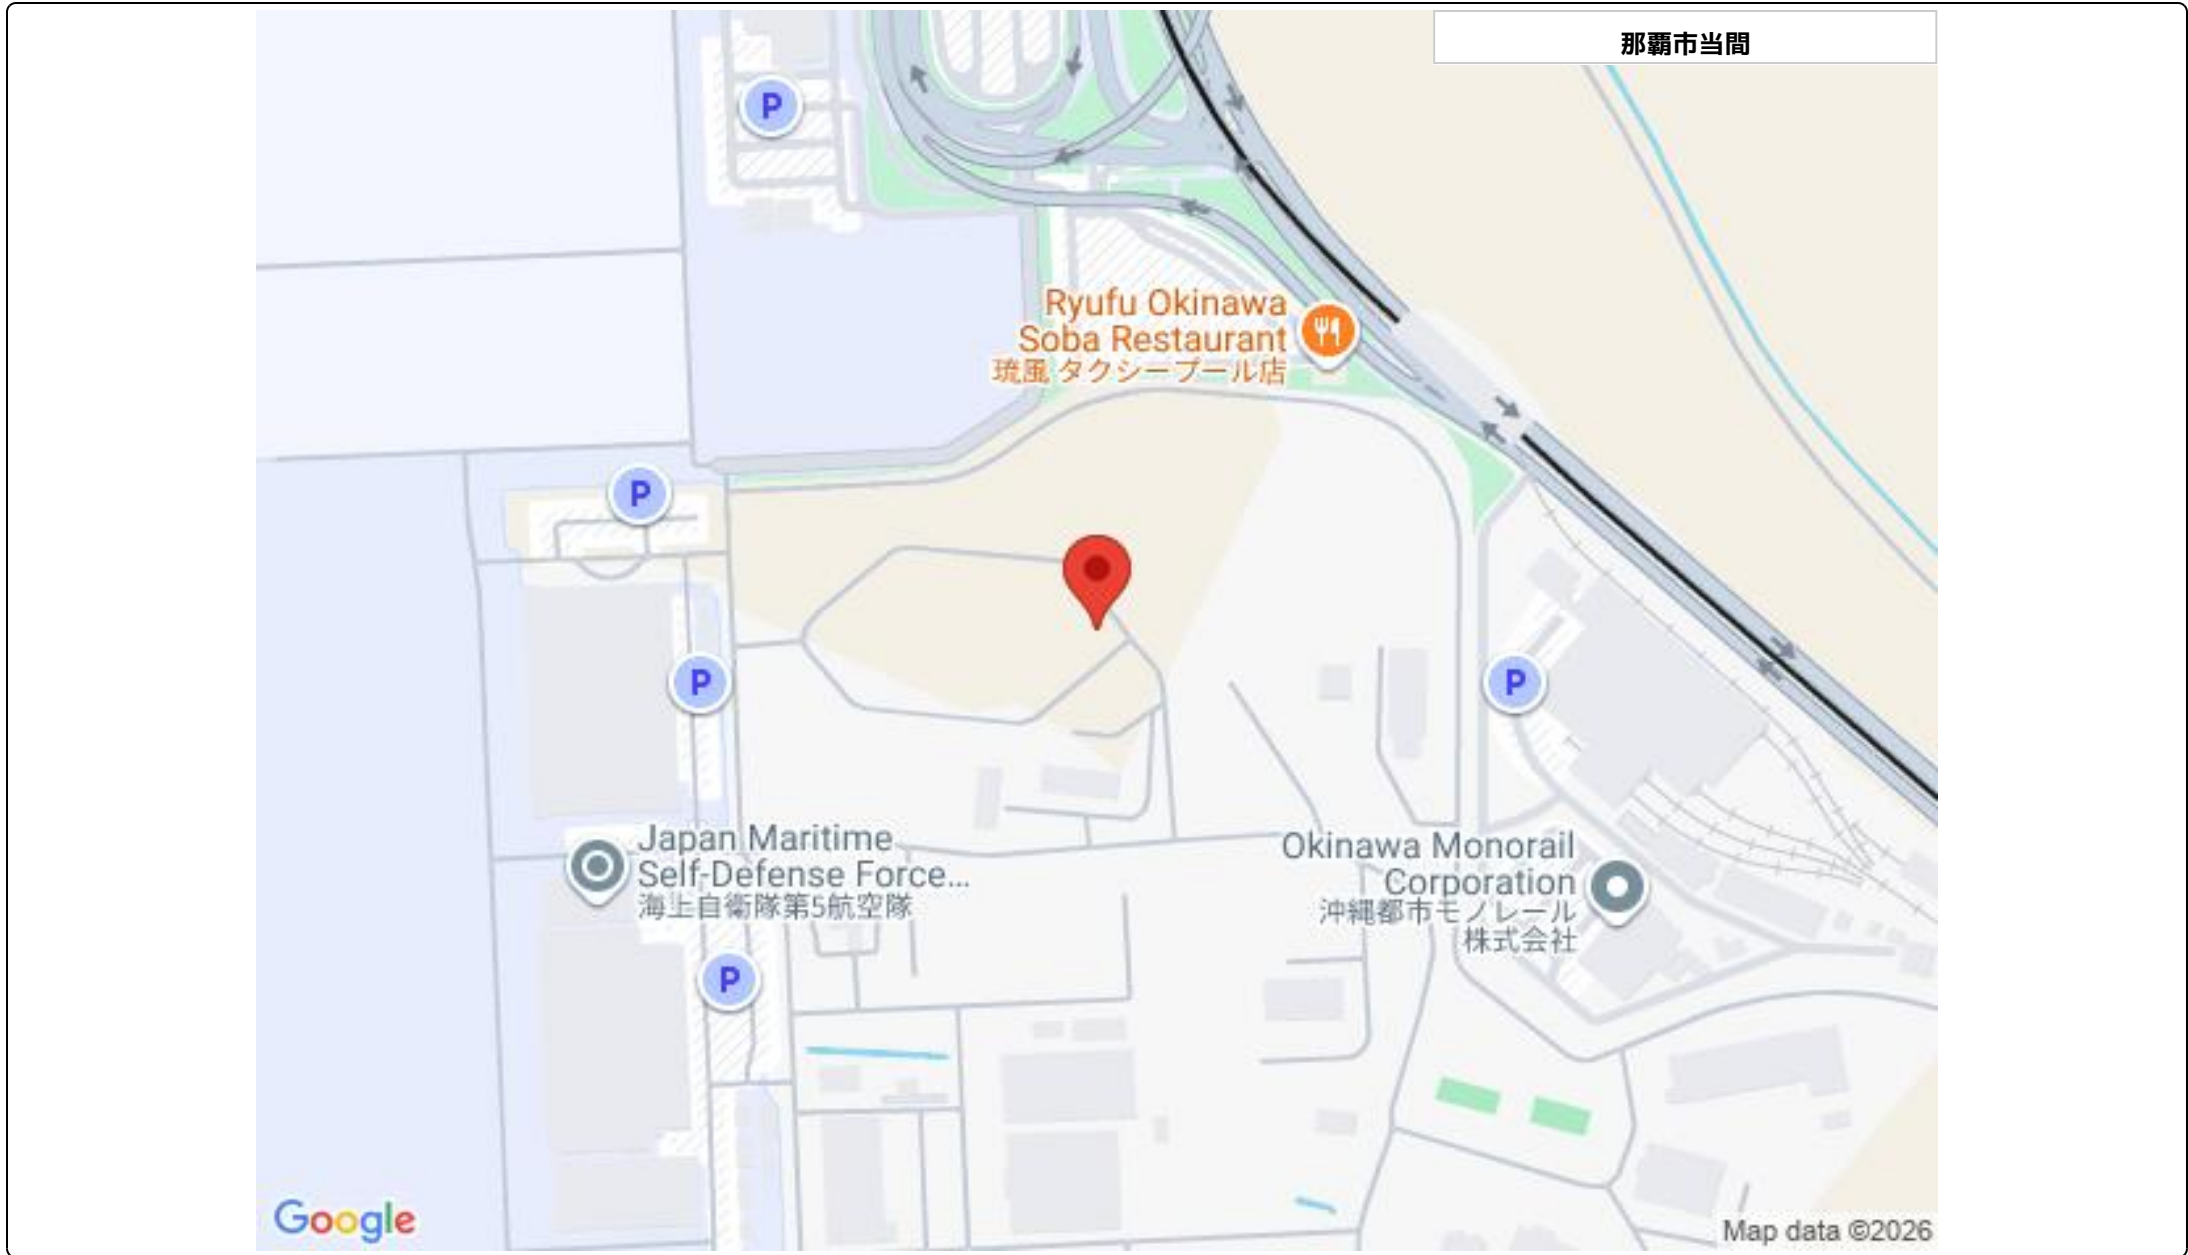 那覇市当間
P
Ryufu Okinawa
Soba Restaurant
琉風 タクシープール店
P
P
P
Japan Maritime
Self-Defense Force...
海上自衛隊第5航空隊
Okinawa Monorail
Corporation
沖縄都市モノレール
株式会社
P
Google
Map data ©2026